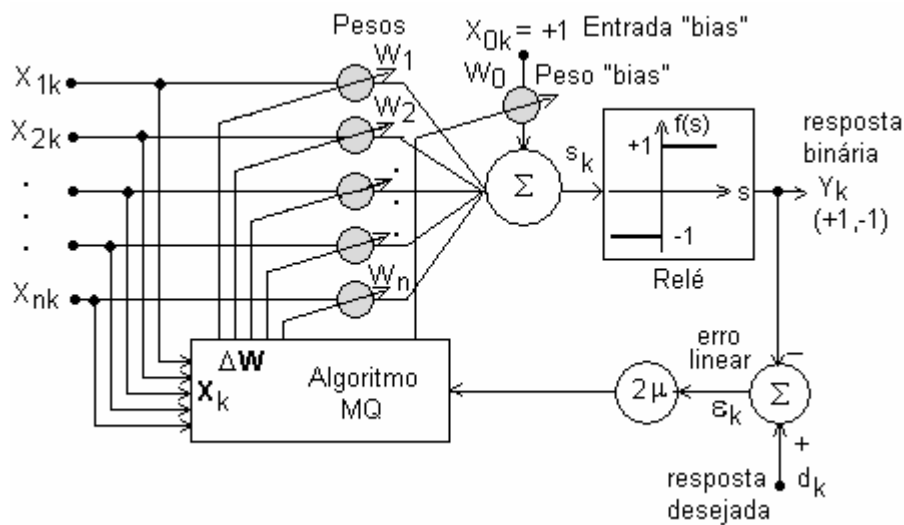 Pesos
X0k = +1 Entrada "bias"
W1
W0
Peso "bias"
X1k
W2
X2k
f(s)
+1
resposta
binária
sk
Σ
s
Yk
(+1,-1)
-1
Wn
Relé
Xnk
ΔW
Xk
Algoritmo
MQ
erro
linear
−
2μ
εk
Σ
+
resposta
desejada
dk